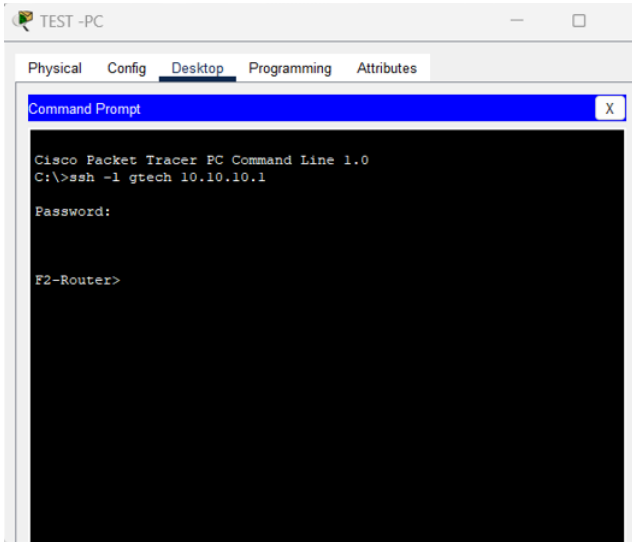 TEST -PC
Physical Config Desktop Programming Attributes
Command Prompt
X
Cisco Packet Tracer PC Command Line 1.0
C:\>ssh -l gtech 10.10.10.1
Password:
F2-Router>